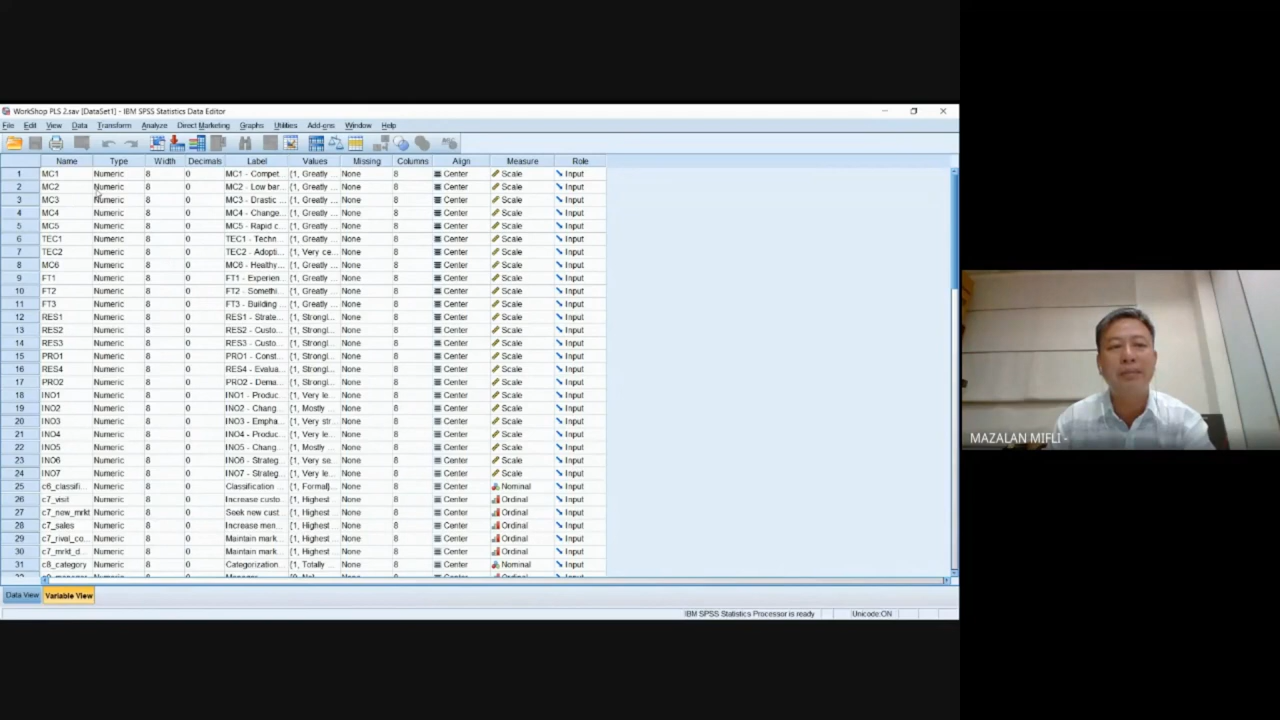 WorkShop PLS 2.sav [DataSet1] - IBM SPSS Statistics Data Editor
File Edit View Data Transform Analyze Direct Marketing Graphs Utilities Add-ons Window Help
Name Type Width Decimals Label Values Missing Columns Align Measure Role
1 MC1 Numeric 8 0 MC1 - Compet... {1, Greatly ... None 8 Center Scale Input
2 MC2 Numeric 8 0 MC2 - Low bar... {1, Greatly ... None 8 Center Scale Input
3 MC3 Numeric 8 0 MC3 - Drastic ... {1, Greatly ... None 8 Center Scale Input
4 MC4 Numeric 8 0 MC4 - Change... {1, Greatly ... None 8 Center Scale Input
5 MC5 Numeric 8 0 MC5 - Rapid c... {1, Greatly ... None 8 Center Scale Input
6 TEC1 Numeric 8 0 TEC1 - Techn... {1, Greatly ... None 8 Center Scale Input
7 TEC2 Numeric 8 0 TEC2 - Adopti... {1, Very ce... None 8 Center Scale Input
8 MC6 Numeric 8 0 MC6 - Healthy... {1, Greatly ... None 8 Center Scale Input
9 FT1 Numeric 8 0 FT1 - Experien... {1, Greatly ... None 8 Center Scale Input
10 FT2 Numeric 8 0 FT2 - Somethi... {1, Greatly ... None 8 Center Scale Input
11 FT3 Numeric 8 0 FT3 - Building ... {1, Greatly ... None 8 Center Scale Input
12 RES1 Numeric 8 0 RES1 - Strate... {1, Strongl... None 8 Center Scale Input
13 RES2 Numeric 8 0 RES2 - Custo... {1, Strongl... None 8 Center Scale Input
14 RES3 Numeric 8 0 RES3 - Custo... {1, Strongl... None 8 Center Scale Input
15 PRO1 Numeric 8 0 PRO1 - Const... {1, Strongl... None 8 Center Scale Input
16 RES4 Numeric 8 0 RES4 - Evalua... {1, Strongl... None 8 Center Scale Input
17 PRO2 Numeric 8 0 PRO2 - Dema... {1, Strongl... None 8 Center Scale Input
18 INO1 Numeric 8 0 INO1 - Produc... {1, Very le... None 8 Center Scale Input
19 INO2 Numeric 8 0 INO2 - Chang... {1, Mostly ... None 8 Center Scale Input
20 INO3 Numeric 8 0 INO3 - Empha... {1, Very str... None 8 Center Scale Input
21 INO4 Numeric 8 0 INO4 - Produc... {1, Very le... None 8 Center Scale Input
22 INO5 Numeric 8 0 INO5 - Chang... {1, Mostly ... None 8 Center Scale Input
23 INO6 Numeric 8 0 INO6 - Strateg... {1, Very se... None 8 Center Scale Input
24 INO7 Numeric 8 0 INO7 - Strateg... {1, Very le... None 8 Center Scale Input
25 c6_classifi... Numeric 8 0 Classification ... {1, Formal}... None 8 Center Nominal Input
26 c7_visit Numeric 8 0 Increase custo... {1, Highest ... None 8 Center Ordinal Input
27 c7_new_mrkt Numeric 8 0 Seek new cust... {1, Highest ... None 8 Center Ordinal Input
28 c7_sales Numeric 8 0 Increase men... {1, Highest ... None 8 Center Ordinal Input
29 c7_rival_co... Numeric 8 0 Maintain mark... {1, Highest ... None 8 Center Ordinal Input
30 c7_mrkt_d... Numeric 8 0 Maintain mark... {1, Highest ... None 8 Center Ordinal Input
31 c8_category Numeric 8 0 Categorization... {1, Totally ... None 8 Center Nominal Input
Data View Variable View
IBM SPSS Statistics Processor is ready Unicode:ON
MAZALAN MIFLI -